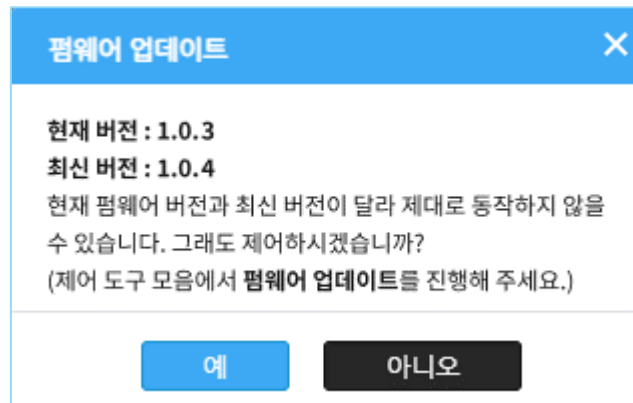 펌웨어 업데이트
현재 버전 : 1.0.3
최신 버전 : 1.0.4
현재 펌웨어 버전과 최신 버전이 달라 제대로 동작하지 않을
수 있습니다. 그래도 제어하시겠습니까?
(제어 도구 모음에서 펌웨어 업데이트를 진행해 주세요.)
예
아니오